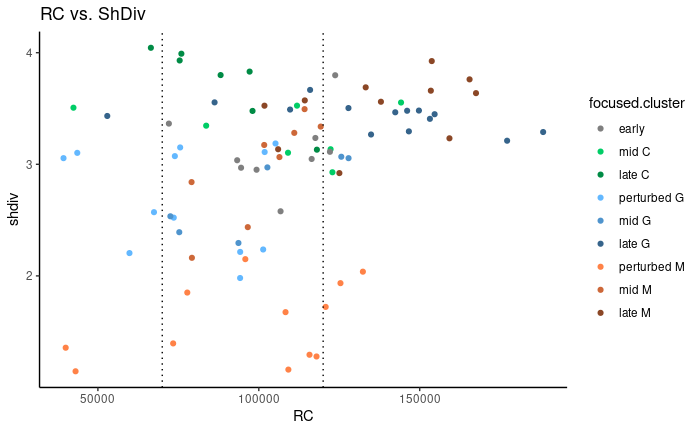 RC vs. ShDiv
4
3
2
shdiv
50000
100000
150000
RC
focused.cluster
early
mid C
late C
perturbed G
mid G
late G
perturbed M
mid M
late M